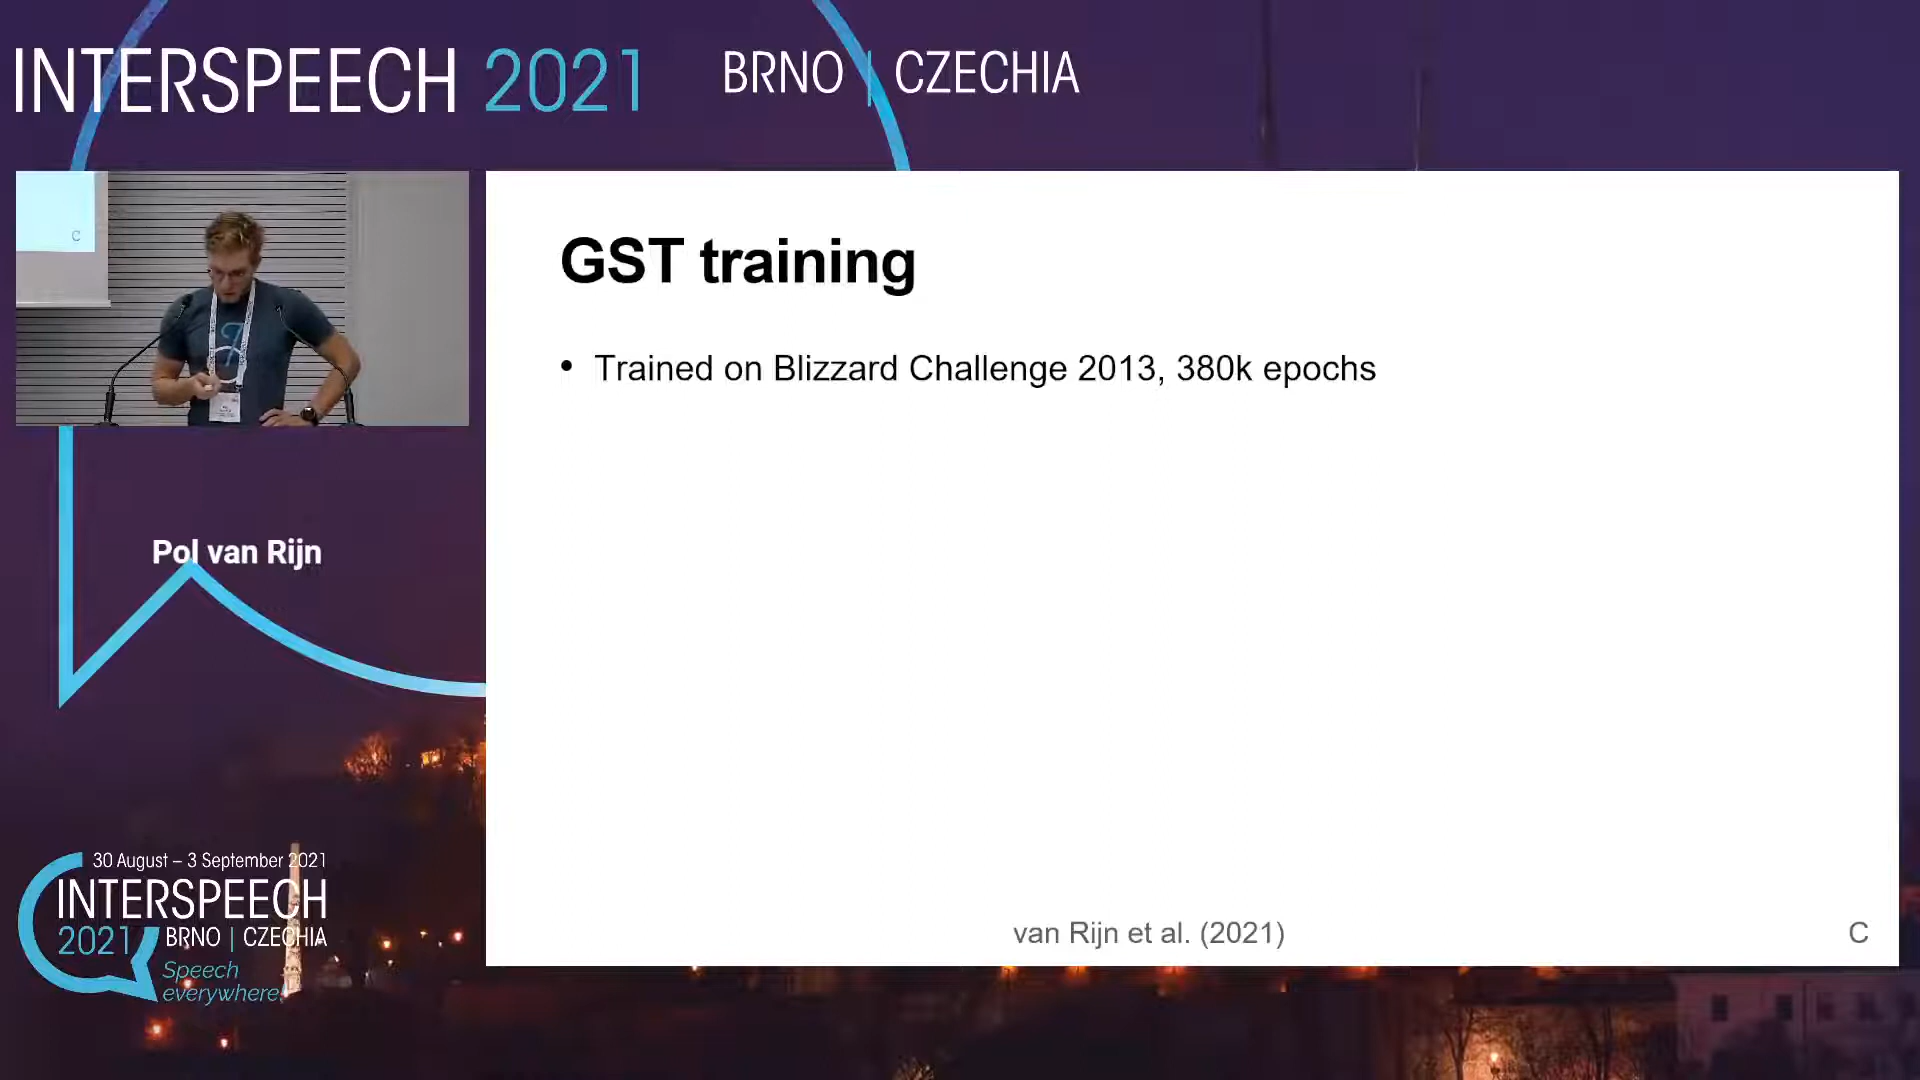 INTERSPEECH 2021 BRNO | CZECHIA
C
GST training
• Trained on Blizzard Challenge 2013, 380k epochs
Pol van Rijn
30 August – 3 September 2021
INTERSPEECH
2021 BRNO | CZECHIA
Speech
everywhere!
van Rijn et al. (2021)
C